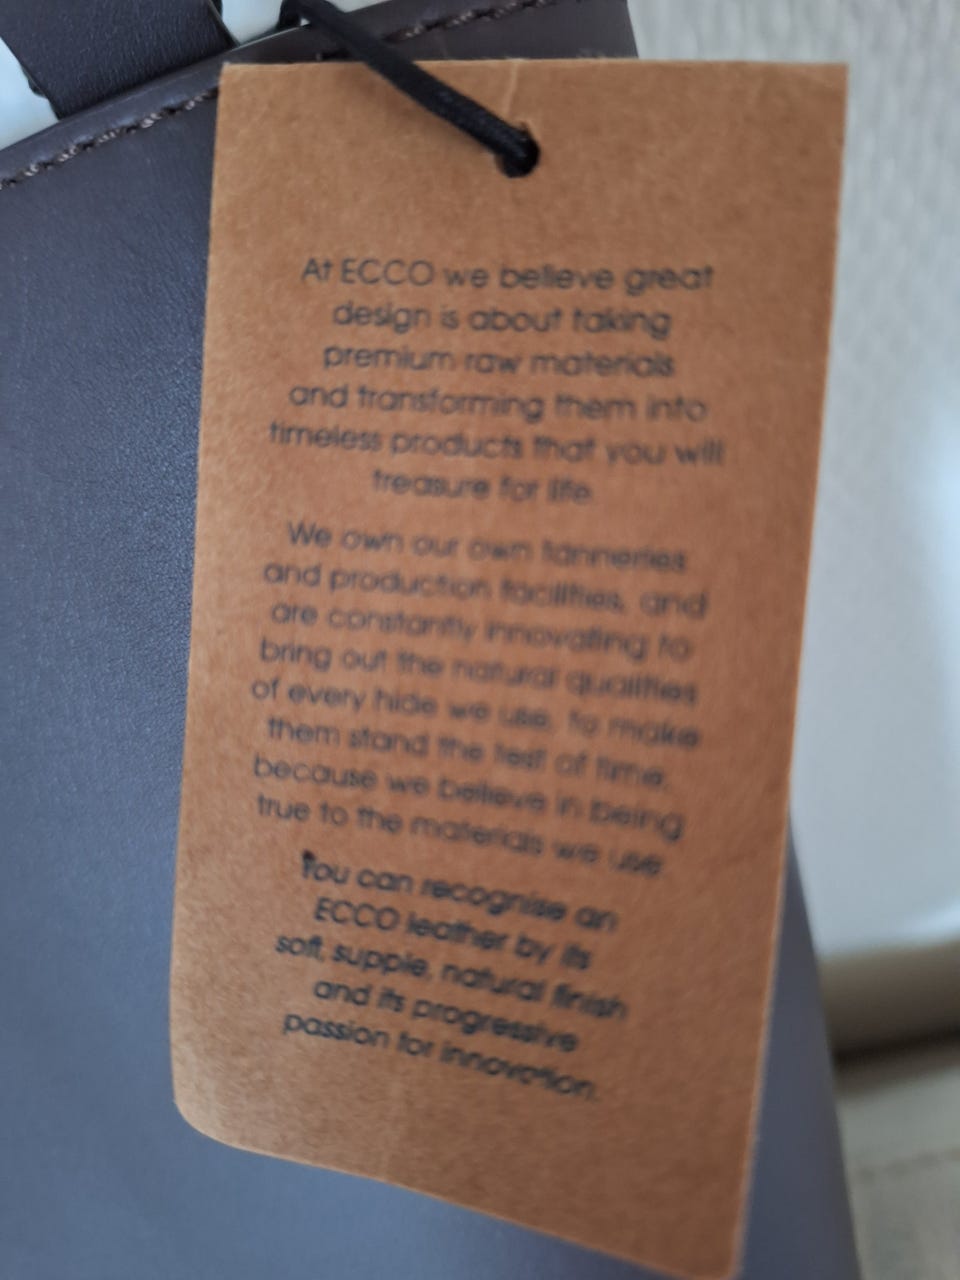 At ECCO we believe great
design is about taking
premium raw materials
and transforming them into
timeless products that you will
treasure for life.
We own our own tanneries
and production facilities, and
are constantly innovating to
bring out the natural qualities
of every hide we use, to make
them stand the test of time,
because we believe in being
true to the materials we use.
You can recognise an
ECCO leather by its
soft, supple, natural finish
and its progressive
passion for innovation.